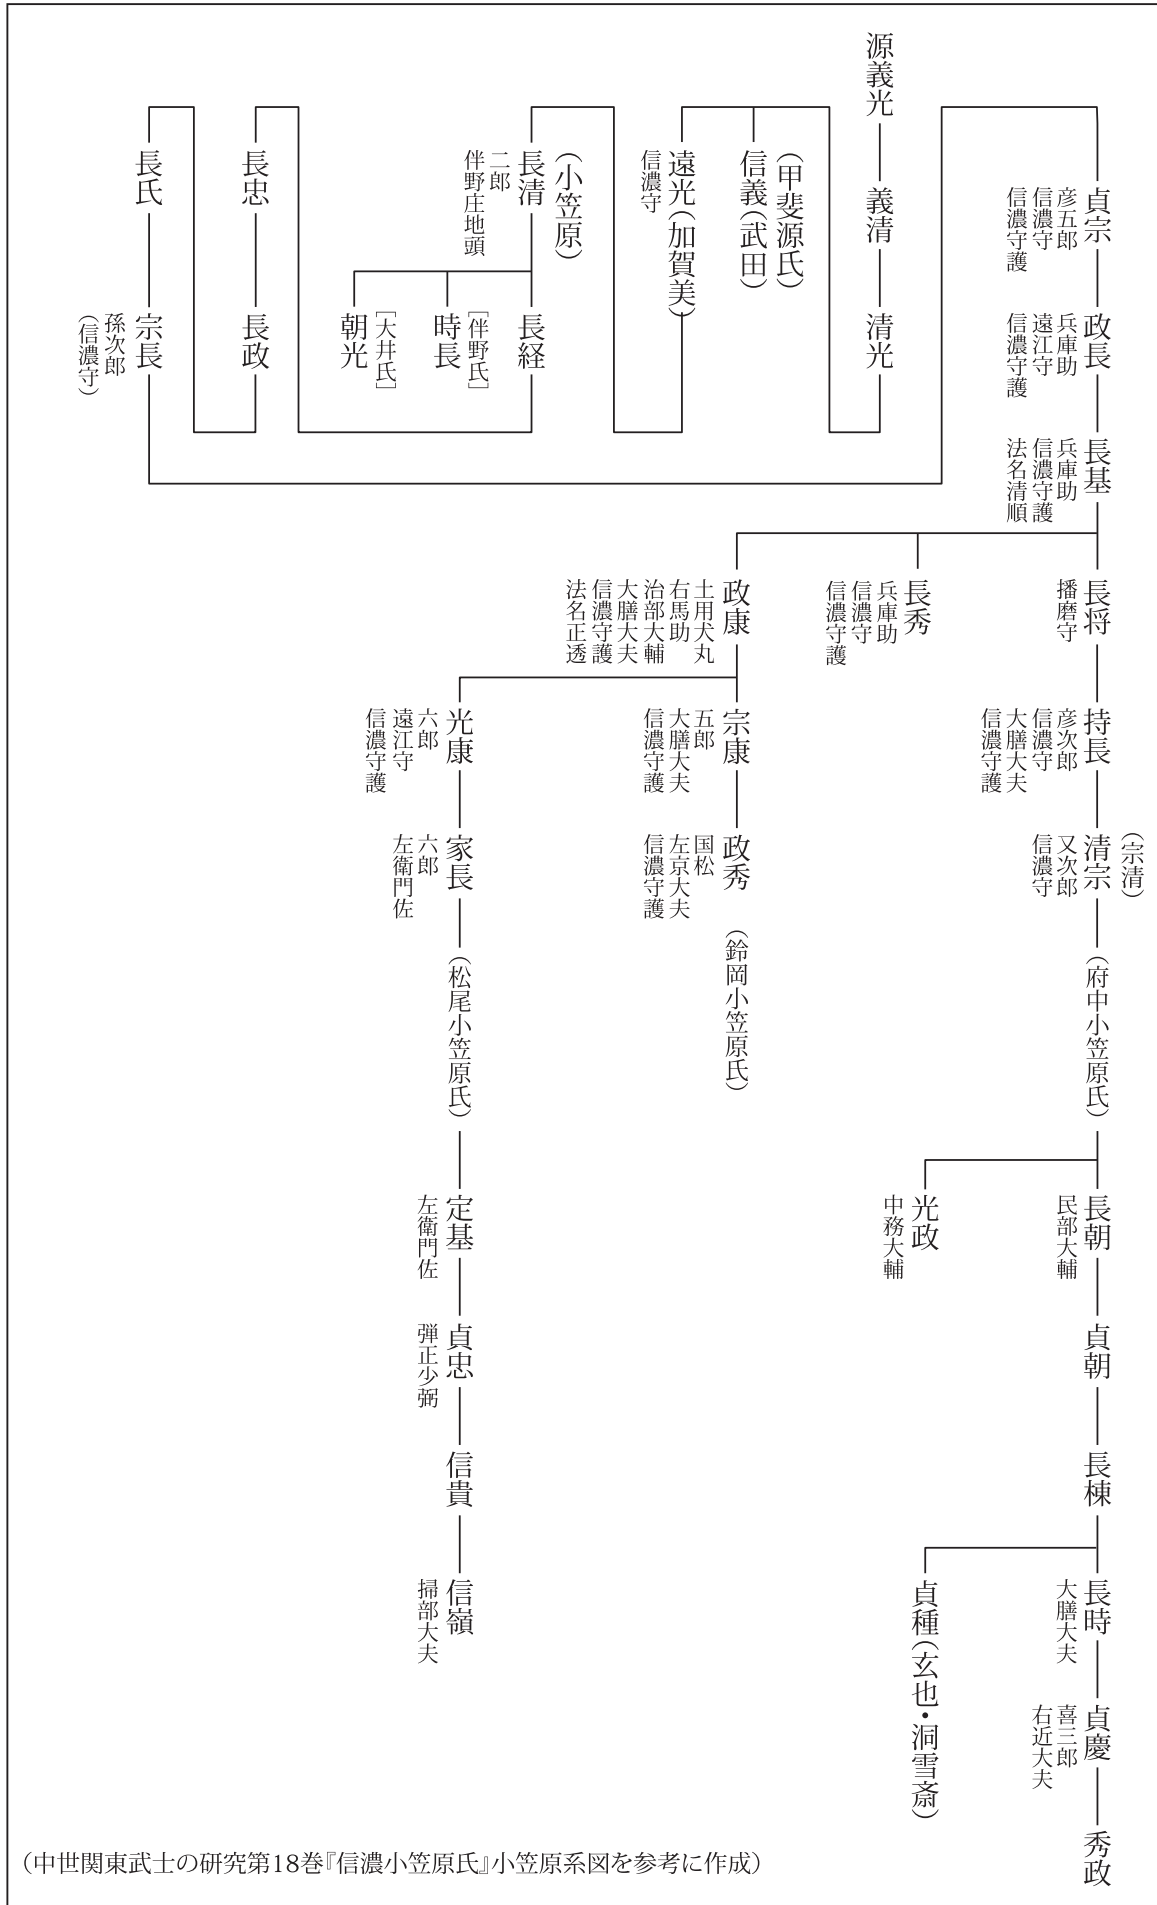 源義光
義清
清光
(甲斐源氏)
信義(武田)
遠光(加賀美)
信濃守
(小笠原)
長清
二郎
伴野庄地頭
長経
[伴野氏]
時長
[大井氏]
朝光
長忠
長政
長氏
宗長
孫次郎
(信濃守)
貞宗
彦五郎
信濃守
信濃守護
政長
兵庫助
遠江守
信濃守護
長基
兵庫助
信濃守護
法名清順
長将
播磨守
長秀
兵庫助
信濃守
信濃守護
政康
土用犬丸
右馬助
治部大輔
大膳大夫
信濃守護
法名正透
持長
彦次郎
信濃守
大膳大夫
信濃守護
宗康
五郎
大膳大夫
信濃守護
光康
六郎
遠江守
信濃守護
(宗清)
清宗
又次郎
信濃守
政秀
国松
左京大夫
信濃守護
家長
六郎
左衛門佐
(府中小笠原氏)
(鈴岡小笠原氏)
(松尾小笠原氏)
長朝
民部大輔
光政
中務大輔
定基
左衛門佐
貞朝
貞忠
弾正少弼
長棟
信貴
長時
大膳大夫
貞種(玄也・洞雪斎)
信嶺
掃部大夫
貞慶
喜三郎
右近大夫
秀政
(中世関東武士の研究第18巻『信濃小笠原氏』小笠原系図を参考に作成)